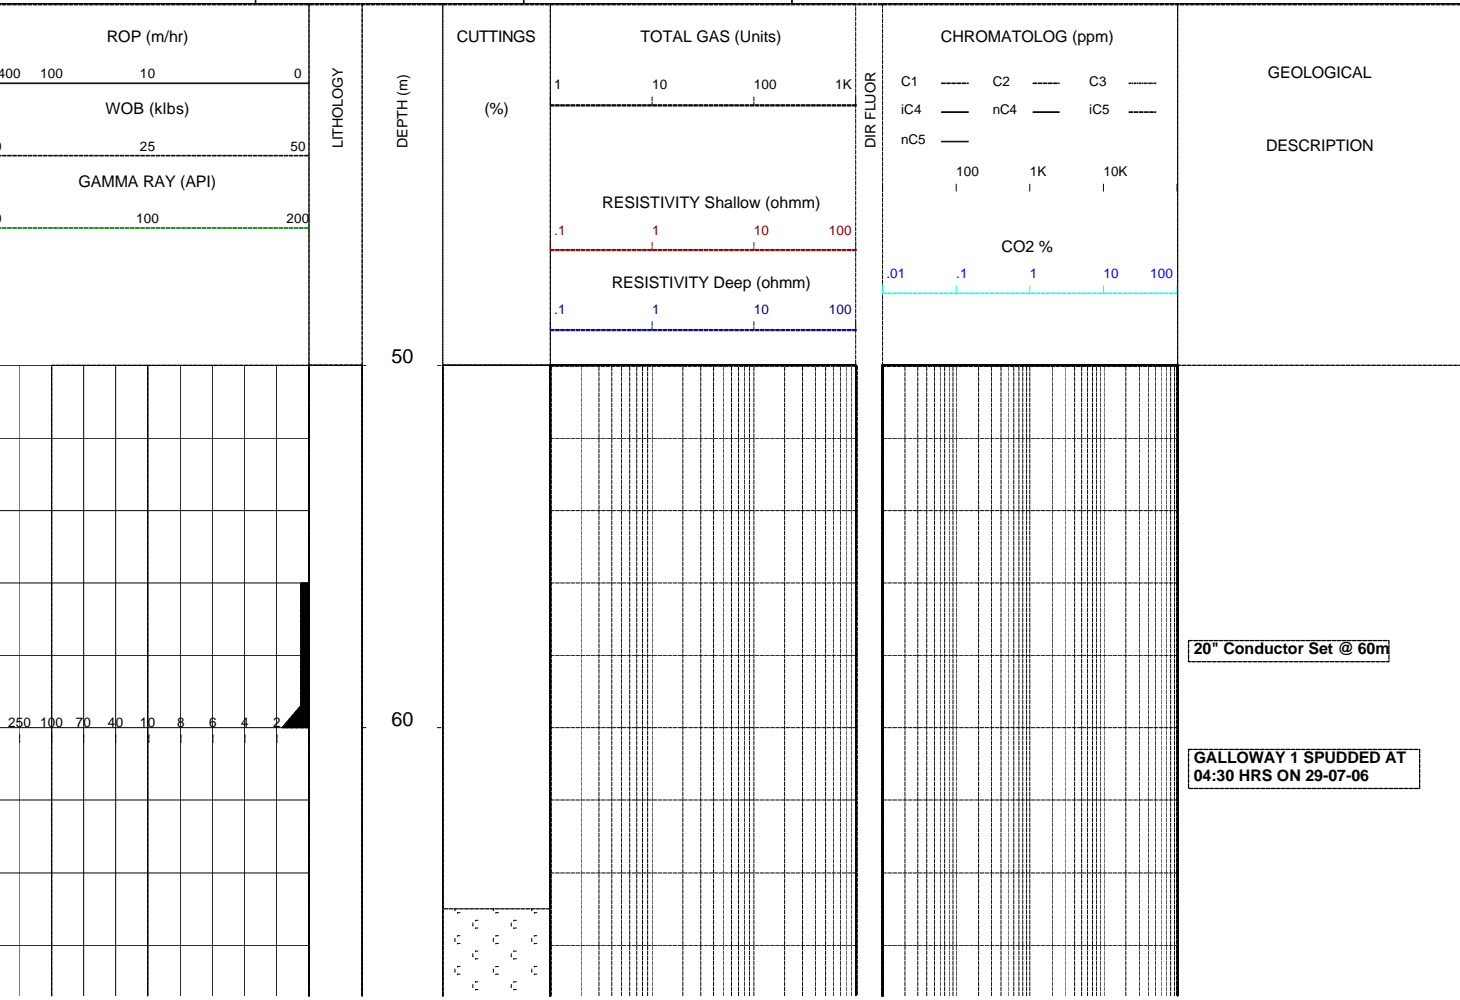 ROP (m/hr)
400 100 10 0
WOB (klbs)
25 50
GAMMA RAY (API)
100 200
LITHOLOGY
DEPTH (m)
CUTTINGS
(%)
TOTAL GAS (Units)
1 10 100 1K
RESISTIVITY Shallow (ohmm)
.1 1 10 100
RESISTIVITY Deep (ohmm)
.1 1 10 100
DIR FLUOR
CHROMATOLOG (ppm)
C1 C2 C3
iC4 nC4 iC5
nC5
100 1K 10K
CO2 %
.01 .1 1 10 100
GEOLOGICAL
DESCRIPTION
50
20" Conductor Set @ 60m
250 100 70 40 10 8 6 4 2
60
GALLOWAY 1 SPUDDED AT
04:30 HRS ON 29-07-06